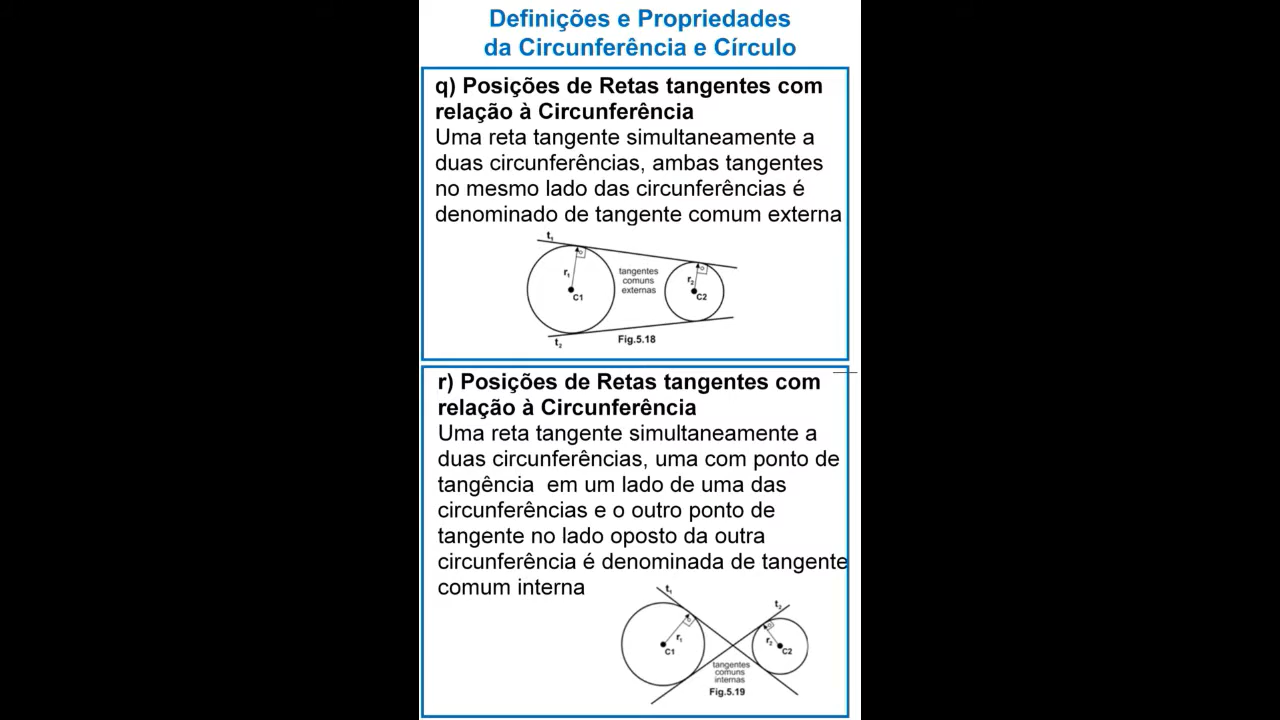 Definições e Propriedades
da Circunferência e Círculo
q) Posições de Retas tangentes com
relação à Circunferência
Uma reta tangente simultaneamente a
duas circunferências, ambas tangentes
no mesmo lado das circunferências é
denominado de tangente comum externa
t₁
r₁
C1
tangentes
comuns
externas
r₂
C2
t₂
Fig.5.18
r) Posições de Retas tangentes com
relação à Circunferência
Uma reta tangente simultaneamente a
duas circunferências, uma com ponto de
tangência  em um lado de uma das
circunferências e o outro ponto de
tangente no lado oposto da outra
circunferência é denominada de tangente
comum interna
t₁
t₂
r₁
C1
r₂
C2
tangentes
comuns
internas
Fig.5.19